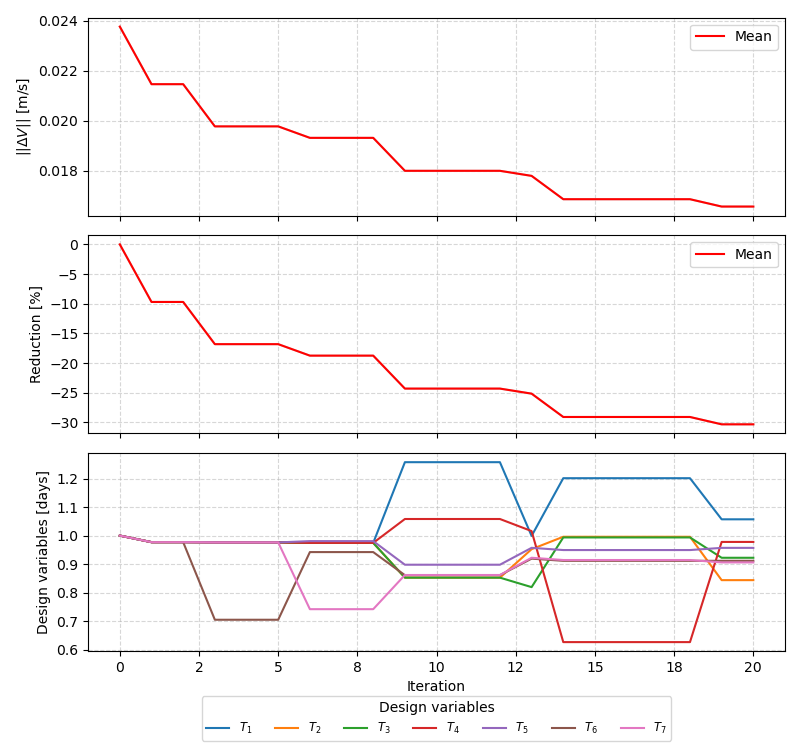 0.024
0.022
0.020
0.018
||ΔV|| [m/s]
Mean
0
−5
−10
−15
−20
−25
−30
Reduction [%]
Mean
1.2
1.1
1.0
0.9
0.8
0.7
0.6
Design variables [days]
0 2 5 8 10 12 15 18 20
Iteration
Design variables
T₁ T₂ T₃ T₄ T₅ T₆ T₇